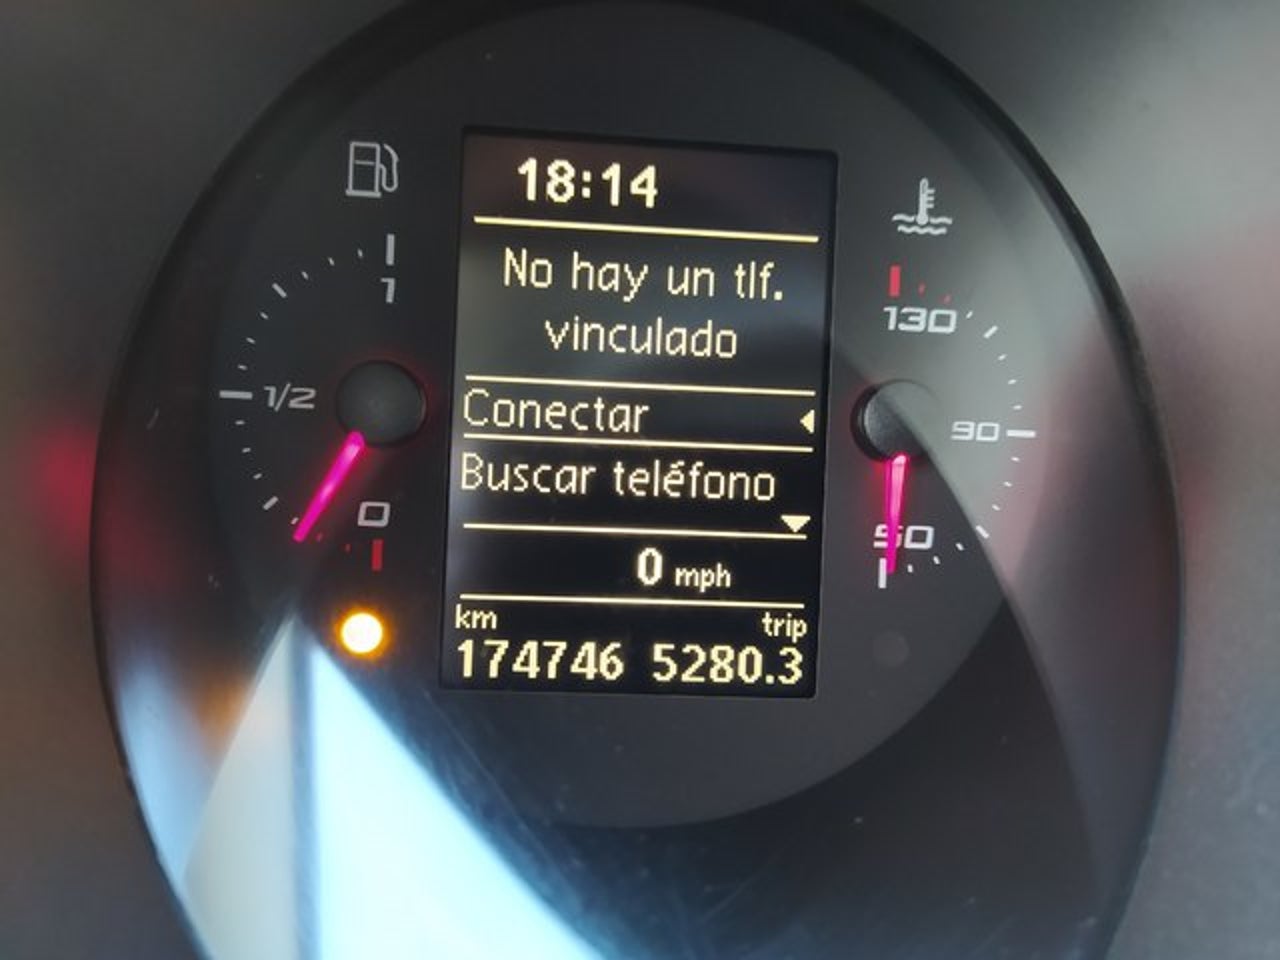 18:14
No hay un tlf.
vinculado
Conectar
Buscar teléfono
0 mph
km trip
174746 5280.3
1
1/2
0
130
90
50